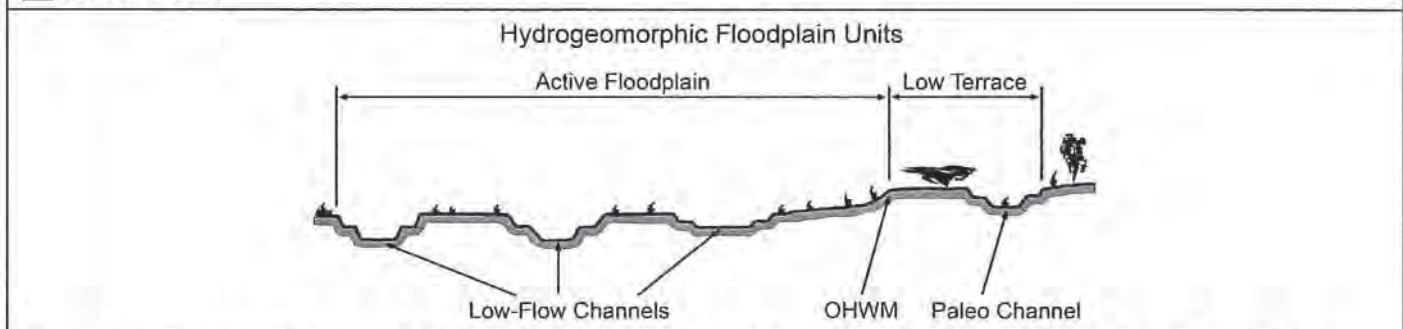 Hydrogeomorphic Floodplain Units
Active Floodplain
Low Terrace
Low-Flow Channels
OHWM
Paleo Channel